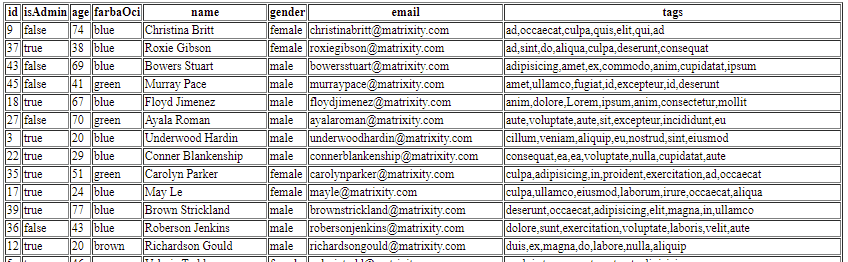 id isAdmin age farbaOci name gender email tags
9 false 74 blue Christina Britt female christinabritt@matrixity.com ad,occaecat,culpa,quis,elit,qui,ad
37 true 38 blue Roxie Gibson female roxiegibson@matrixity.com ad,sint,do,aliqua,culpa,deserunt,consequat
43 false 69 blue Bowers Stuart male bowersstuart@matrixity.com adipisicing,amet,ex,commodo,anim,cupidatat,ipsum
45 false 41 green Murray Pace male murraypace@matrixity.com amet,ullamco,fugiat,id,excepteur,id,deserunt
18 true 67 blue Floyd Jimenez male floydjimenez@matrixity.com anim,dolore,Lorem,ipsum,anim,consectetur,mollit
27 false 70 green Ayala Roman male ayalaroman@matrixity.com aute,voluptate,aute,sit,excepteur,incididunt,eu
3 true 20 blue Underwood Hardin male underwoodhardin@matrixity.com cillum,veniam,aliquip,eu,nostrud,sint,eiusmod
22 true 29 blue Conner Blankenship male connerblankenship@matrixity.com consequat,ea,ea,voluptate,nulla,cupidatat,aute
35 true 51 green Carolyn Parker female carolynparker@matrixity.com culpa,adipisicing,in,proident,exercitation,ad,occaecat
17 true 24 blue May Le female mayle@matrixity.com culpa,ullamco,eiusmod,laborum,irure,occaecat,aliqua
39 true 77 blue Brown Strickland male brownstrickland@matrixity.com deserunt,occaecat,adipisicing,elit,magna,in,ullamco
36 false 43 blue Roberson Jenkins male robersonjenkins@matrixity.com dolore,sunt,exercitation,voluptate,laboris,velit,aute
12 true 20 brown Richardson Gould male richardsongould@matrixity.com duis,ex,magna,do,labore,nulla,aliquip